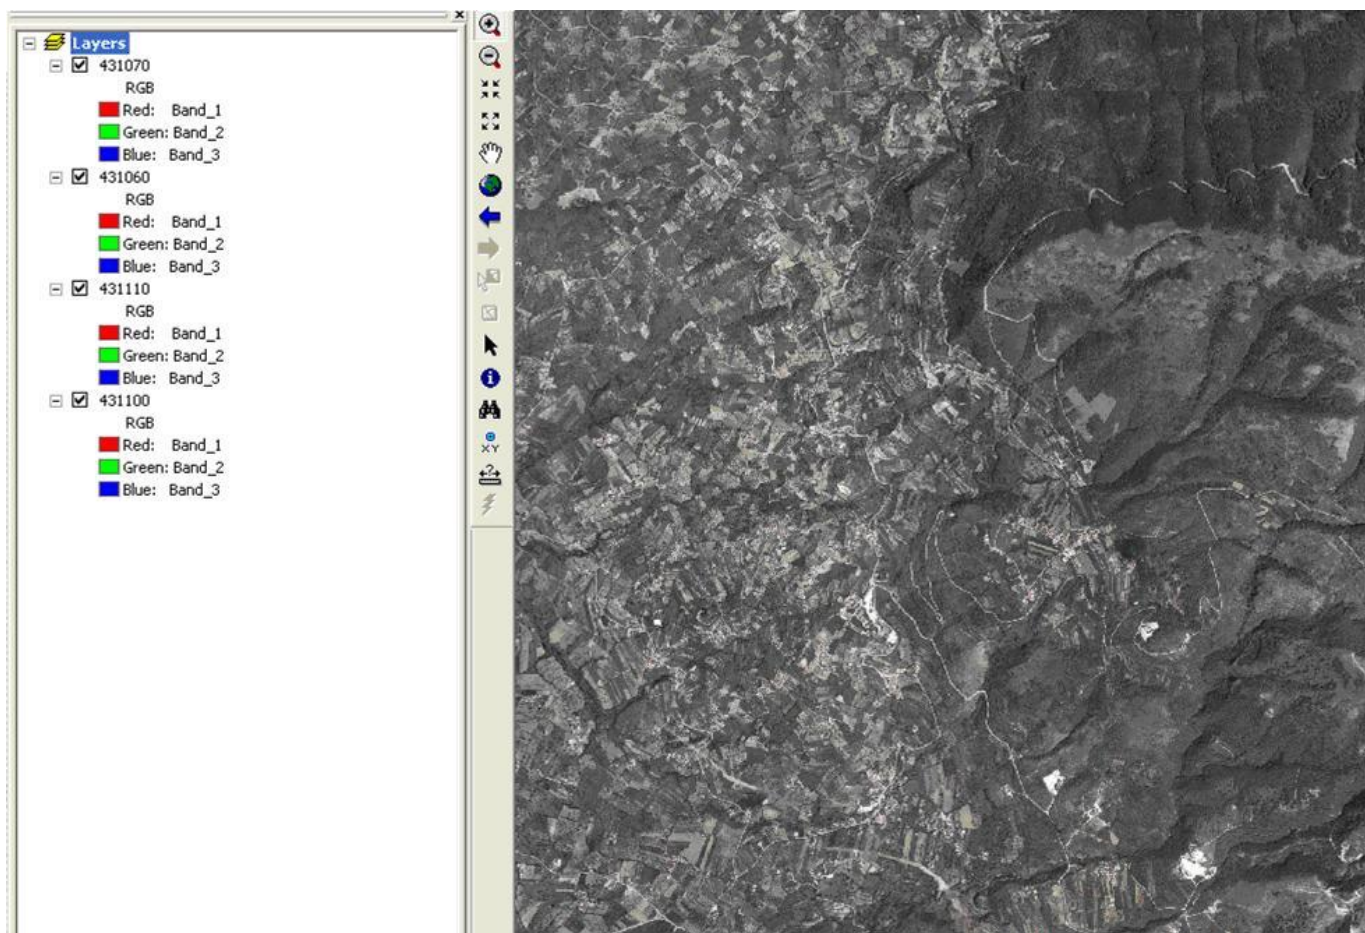 Layers
431070
RGB
Red: Band_1
Green: Band_2
Blue: Band_3
431060
RGB
Red: Band_1
Green: Band_2
Blue: Band_3
431110
RGB
Red: Band_1
Green: Band_2
Blue: Band_3
431100
RGB
Red: Band_1
Green: Band_2
Blue: Band_3
XY